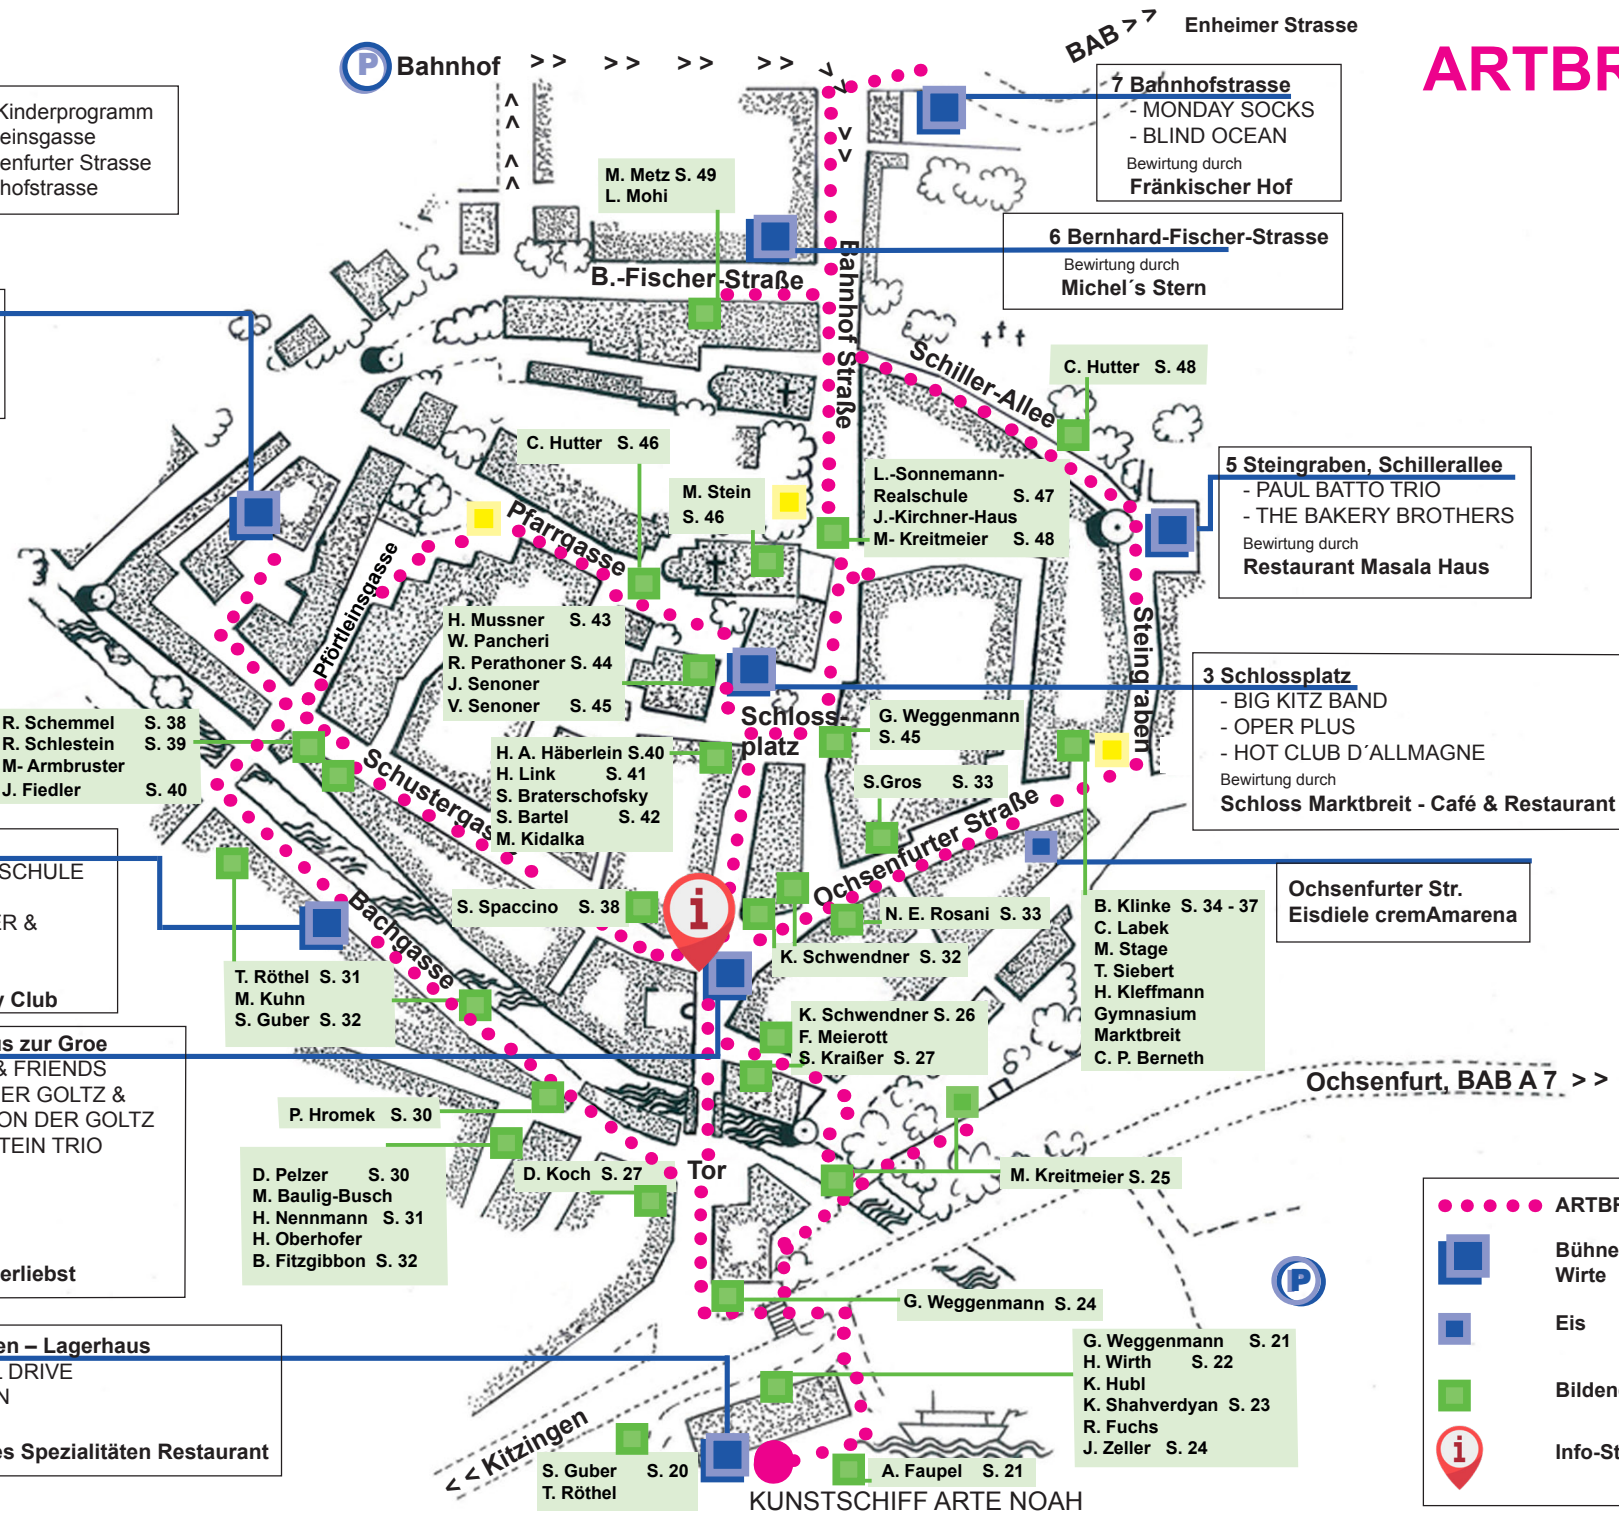 Bahnhof > > > > > > > >
BAB > >
Enheimer Strasse
ARTBR
Kinderprogramm
einsgasse
enfurter Strasse
hofstrasse
7 Bahnhofstrasse
- MONDAY SOCKS
- BLIND OCEAN
Bewirtung durch
Fränkischer Hof
M. Metz S. 49
L. Mohi
6 Bernhard-Fischer-Strasse
Bewirtung durch
Michel´s Stern
B.-Fischer-Straße
Bahnhof Straße
Schiller-Allee
C. Hutter S. 48
C. Hutter S. 46
M. Stein
S. 46
L.-Sonnemann-
Realschule S. 47
J.-Kirchner-Haus
M- Kreitmeier S. 48
5 Steingraben, Schillerallee
- PAUL BATTO TRIO
- THE BAKERY BROTHERS
Bewirtung durch
Restaurant Masala Haus
Pfarrgasse
Pförtleinsgasse
H. Mussner S. 43
W. Pancheri
R. Perathoner S. 44
J. Senoner
V. Senoner S. 45
Steingraben
3 Schlossplatz
- BIG KITZ BAND
- OPER PLUS
- HOT CLUB D´ALLMAGNE
Bewirtung durch
Schloss Marktbreit - Café & Restaurant
R. Schemmel S. 38
R. Schlestein S. 39
M- Armbruster
J. Fiedler S. 40
Schloss-
platz
G. Weggenmann
S. 45
Schustergas
H. A. Häberlein S.40
H. Link S. 41
S. Braterschofsky
S. Bartel S. 42
M. Kidalka
S.Gros S. 33
Ochsenfurter Straße
SCHULE
R &
y Club
Ochsenfurter Str.
Eisdiele cremAmarena
S. Spaccino S. 38
N. E. Rosani S. 33
K. Schwendner S. 32
B. Klinke S. 34 - 37
C. Labek
M. Stage
T. Siebert
H. Kleffmann
Gymnasium
Marktbreit
C. P. Berneth
Bachgasse
T. Röthel S. 31
M. Kuhn
S. Guber S. 32
K. Schwendner S. 26
F. Meierott
S. Kraißer S. 27
s zur Groe
& FRIENDS
ER GOLTZ &
ON DER GOLTZ
TEIN TRIO
erliebst
Ochsenfurt, BAB A 7 > >
P. Hromek S. 30
D. Pelzer S. 30
M. Baulig-Busch
H. Nennmann S. 31
H. Oberhofer
B. Fitzgibbon S. 32
D. Koch S. 27
Tor
M. Kreitmeier S. 25
G. Weggenmann S. 24
G. Weggenmann S. 21
H. Wirth S. 22
K. Hubl
K. Shahverdyan S. 23
R. Fuchs
J. Zeller S. 24
en – Lagerhaus
DRIVE
N
es Spezialitäten Restaurant
< < Kitzingen
S. Guber S. 20
T. Röthel
A. Faupel S. 21
KUNSTSCHIFF ARTE NOAH
ARTBR
Bühne
Wirte
Eis
Bilden
Info-St